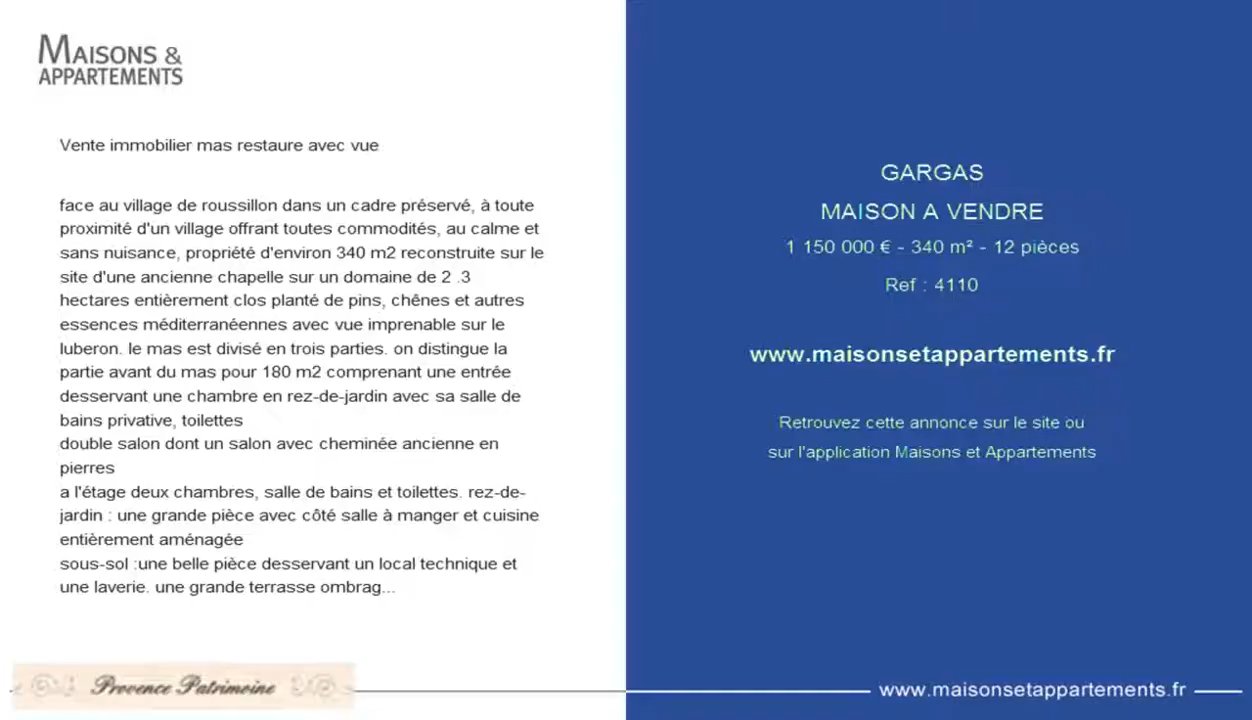 MAISONS &
APPARTEMENTS
Vente immobilier mas restaure avec vue
face au village de roussillon dans un cadre préservé, à toute
proximité d'un village offrant toutes commodités, au calme et
sans nuisance, propriété d'environ 340 m2 reconstruite sur le
site d'une ancienne chapelle sur un domaine de 2 .3
hectares entièrement clos planté de pins, chênes et autres
essences méditerranéennes avec vue imprenable sur le
luberon. le mas est divisé en trois parties. on distingue la
partie avant du mas pour 180 m2 comprenant une entrée
desservant une chambre en rez-de-jardin avec sa salle de
bains privative, toilettes
double salon dont un salon avec cheminée ancienne en
pierres
a l'étage deux chambres, salle de bains et toilettes. rez-de-
jardin : une grande pièce avec côté salle à manger et cuisine
entièrement aménagée
sous-sol :une belle pièce desservant un local technique et
une laverie. une grande terrasse ombrag...
Provence Patrimoine
GARGAS
MAISON A VENDRE
1 150 000 € - 340 m² - 12 pièces
Ref : 4110
www.maisonsetappartements.fr
Retrouvez cette annonce sur le site ou
sur l'application Maisons et Appartements
www.maisonsetappartements.fr